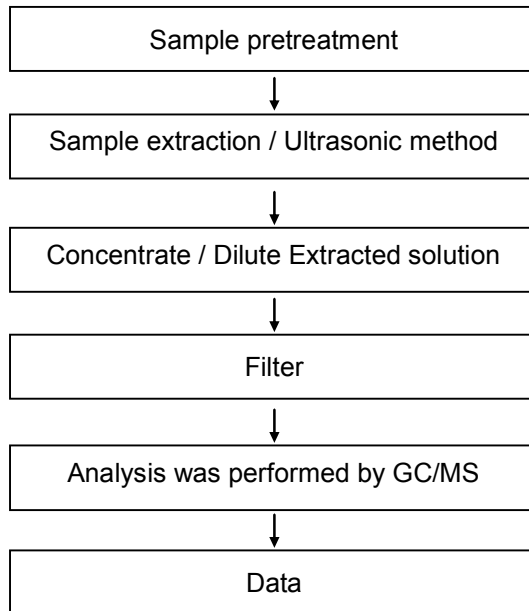 Sample pretreatment
Sample extraction / Ultrasonic method
Concentrate / Dilute Extracted solution
Filter
Analysis was performed by GC/MS
Data